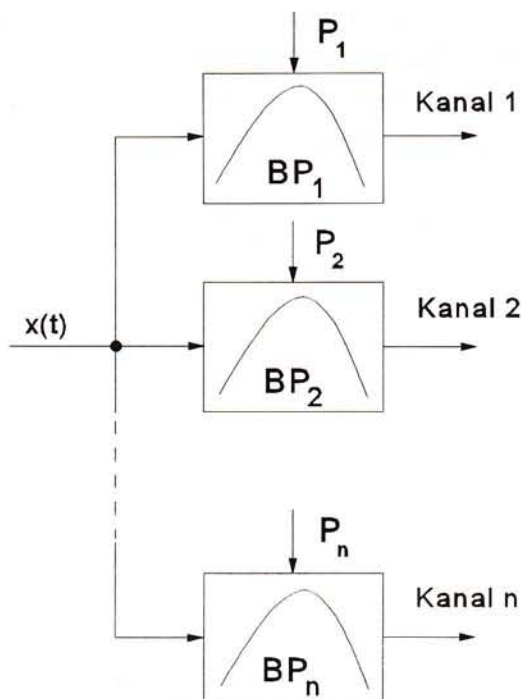 P1
Kanal 1
BP1
P2
x(t)
Kanal 2
BP2
Pn
Kanal n
BPn